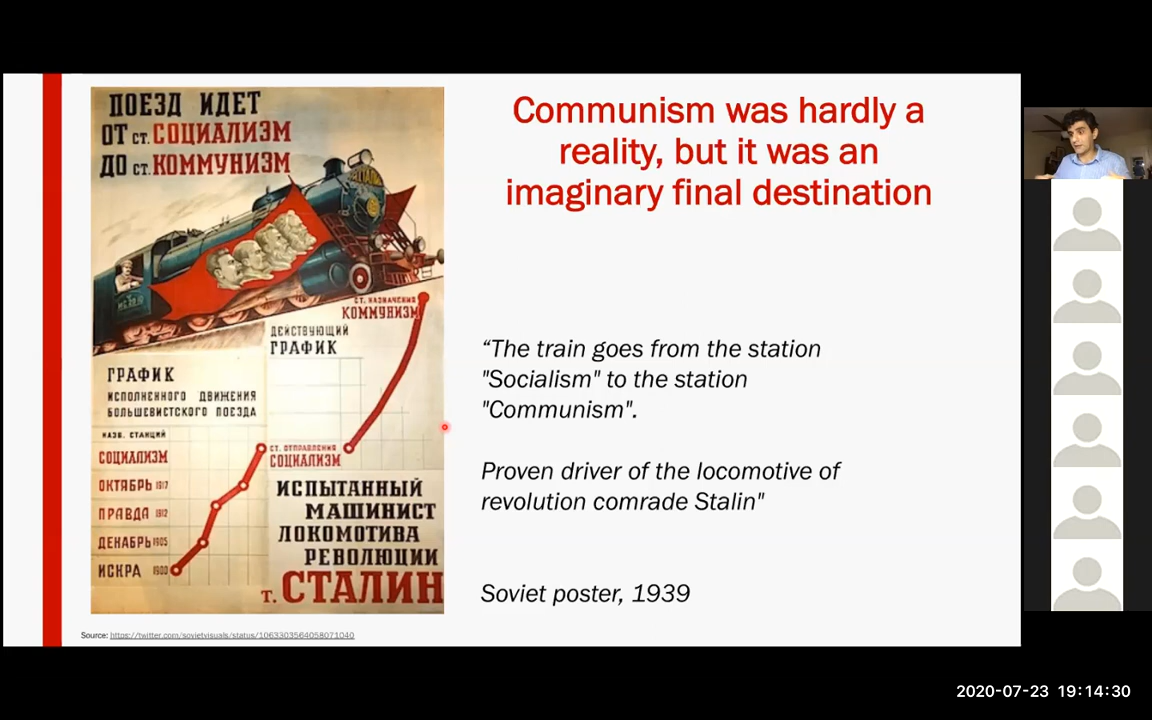 ПОЕЗД ИДЕТ
ОТ СТ. СОЦИАЛИЗМ
ДО СТ. КОММУНИЗМ
СТ. НАЗНАЧЕНИЯ
КОММУНИЗМ
ДЕЙСТВУЮЩИЙ
ГРАФИК
ГРАФИК
ИСПОЛНЕННОГО ДВИЖЕНИЯ
БОЛЬШЕВИСТСКОГО ПОЕЗДА
НАЗВ. СТАНЦИЙ
СОЦИАЛИЗМ
ОКТЯБРЬ 1917
ПРАВДА 1912
ДЕКАБРЬ 1905
ИСКРА 1900
СТ. ОТПРАВЛЕНИЯ
СОЦИАЛИЗМ
ИСПЫТАННЫЙ
МАШИНИСТ
ЛОКОМОТИВА
РЕВОЛЮЦИИ
Т. СТАЛИН
Source: https://twitter.com/sovietvisuals/status/1063303564058071040
Communism was hardly a
reality, but it was an
imaginary final destination
“The train goes from the station
"Socialism" to the station
"Communism".
Proven driver of the locomotive of
revolution comrade Stalin"
Soviet poster, 1939
2020-07-23 19:14:30